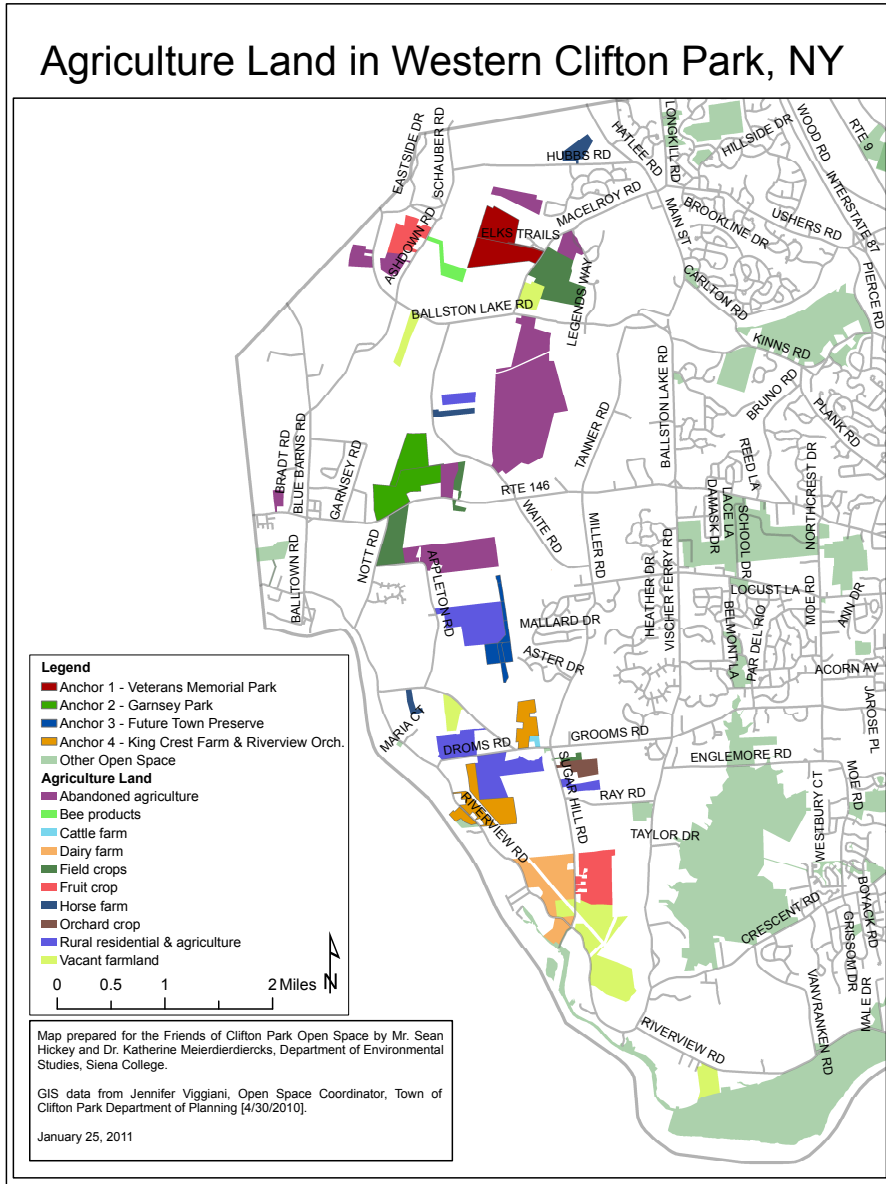 Agriculture Land in Western Clifton Park, NY
EASTSIDE DR
SCHAUBER RD
HUBBS RD
HATLEE RD
LONGKILL RD
HILLSIDE DR
WOOD RD
RTE 9
INTERSTATE 87
MACELROY RD
ELKS TRAILS
ASHDOWN RD
MAIN ST
BROOKLINE DR
USHERS RD
PIERCE RD
LEGENDS WAY
CARLTON RD
BALLSTON LAKE RD
KINNS RD
BALLSTON LAKE RD
BRUNO RD
PLANK RD
TANNER RD
BRADT RD
BLUE BARNS RD
GARNSEY RD
RTE 146
REED LA
LACE LA
DAMASK DR
SCHOOL DR
NORTHCREST DR
WAITE RD
MILLER RD
NOTT RD
APPLETON RD
BALLTOWN RD
HEATHER DR
VISCHER FERRY RD
LOCUST LA
BELMONT LA
PAR DEL RIO
MOE RD
ANN DR
MALLARD DR
ASTER DR
ACORN AV
JAROSE PL
MARIA CT
DROMS RD
GROOMS RD
ENGLEMORE RD
SUGAR HILL RD
RAY RD
RIVERVIEW RD
TAYLOR DR
WESTBURY CT
MOE RD
BOYACK RD
GRISSOM DR
CRESCENT RD
MALE DR
VANVRANKEN RD
RIVERVIEW RD
Legend
Anchor 1 - Veterans Memorial Park
Anchor 2 - Garnsey Park
Anchor 3 - Future Town Preserve
Anchor 4 - King Crest Farm & Riverview Orch.
Other Open Space
Agriculture Land
Abandoned agriculture
Bee products
Cattle farm
Dairy farm
Field crops
Fruit crop
Horse farm
Orchard crop
Rural residential & agriculture
Vacant farmland
0 0.5 1 2 Miles
N
Map prepared for the Friends of Clifton Park Open Space by Mr. Sean
Hickey and Dr. Katherine Meierdierdiercks, Department of Environmental
Studies, Siena College.
GIS data from Jennifer Viggiani, Open Space Coordinator, Town of
Clifton Park Department of Planning [4/30/2010].
January 25, 2011